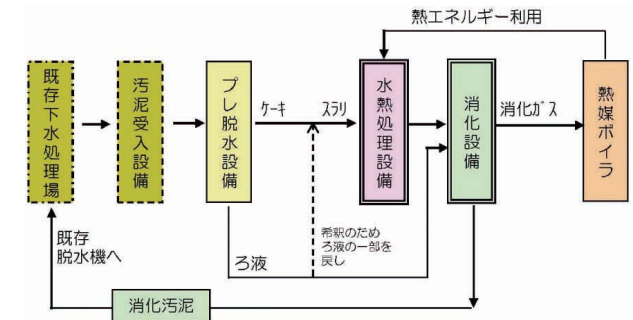 熱エネルギー利用
既存下水処理場
汚泥受入設備
プレ脱水設備
ｹｰｷ
ｽﾗﾘ
水熱処理設備
消化設備
消化ｶﾞｽ
熱媒ボイラ
既存
脱水機へ
ろ液
希釈のため
ろ液の一部を
戻し
消化汚泥